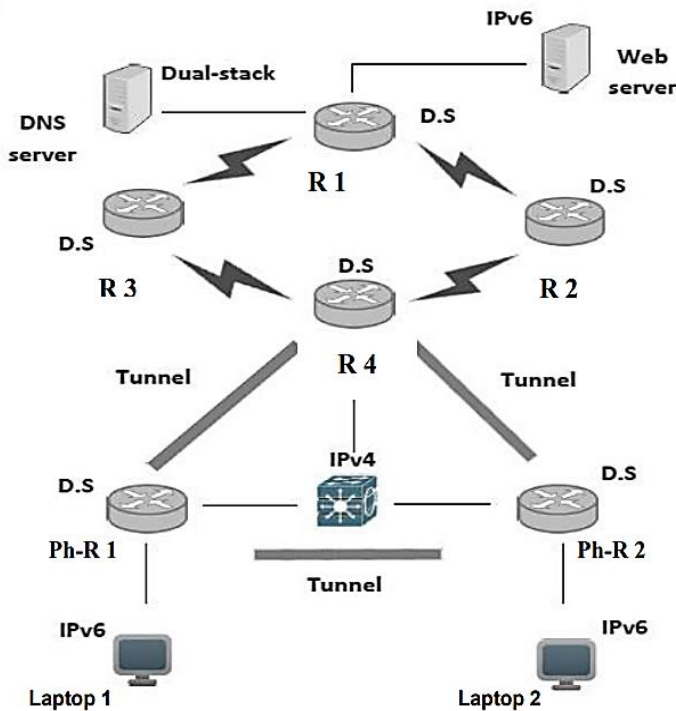 IPv6
Dual-stack
Web
server
DNS
server
D.S
R 1
D.S
D.S
R 3
D.S
R 2
R 4
Tunnel
Tunnel
IPv4
D.S
D.S
Ph-R 1
Ph-R 2
Tunnel
IPv6
IPv6
Laptop 1
Laptop 2